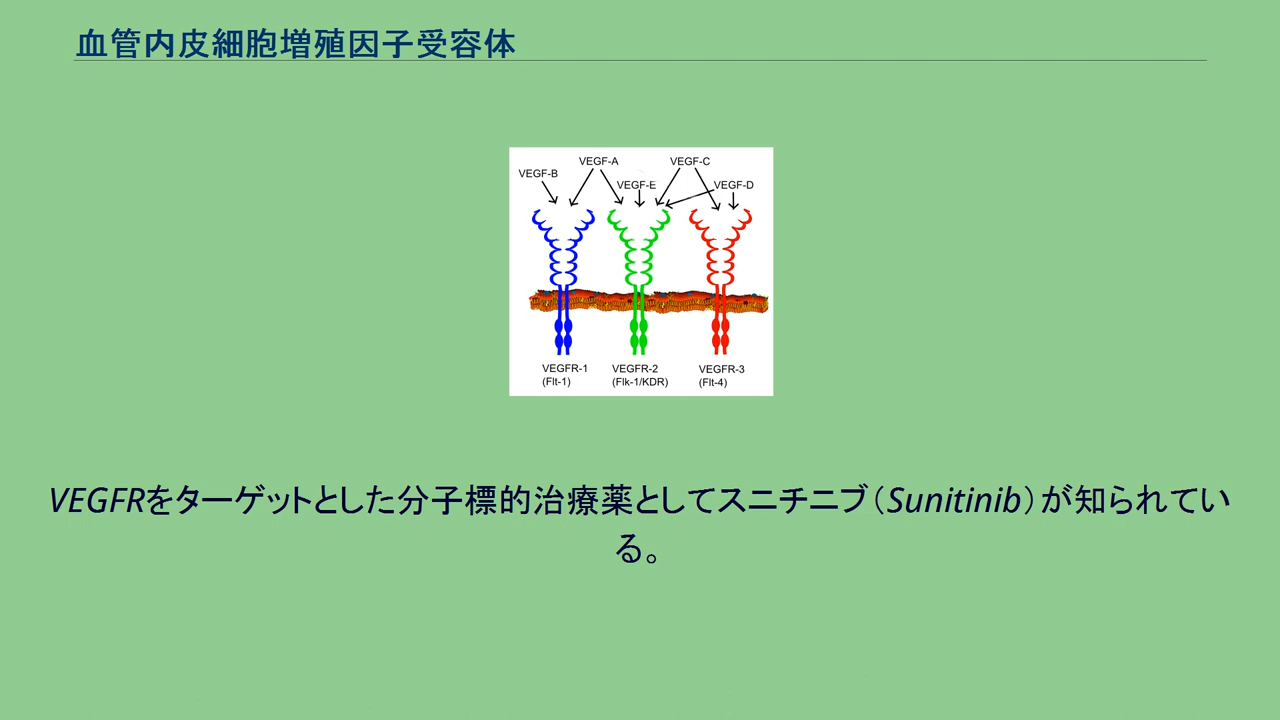 血管内皮細胞増殖因子受容体
VEGF-A
VEGF-C
VEGF-B
VEGF-E
VEGF-D
VEGFR-1
(Flt-1)
VEGFR-2
(Flk-1/KDR)
VEGFR-3
(Flt-4)
VEGFRをターゲットとした分子標的治療薬としてスニチニブ（Sunitinib）が知られてい
る。